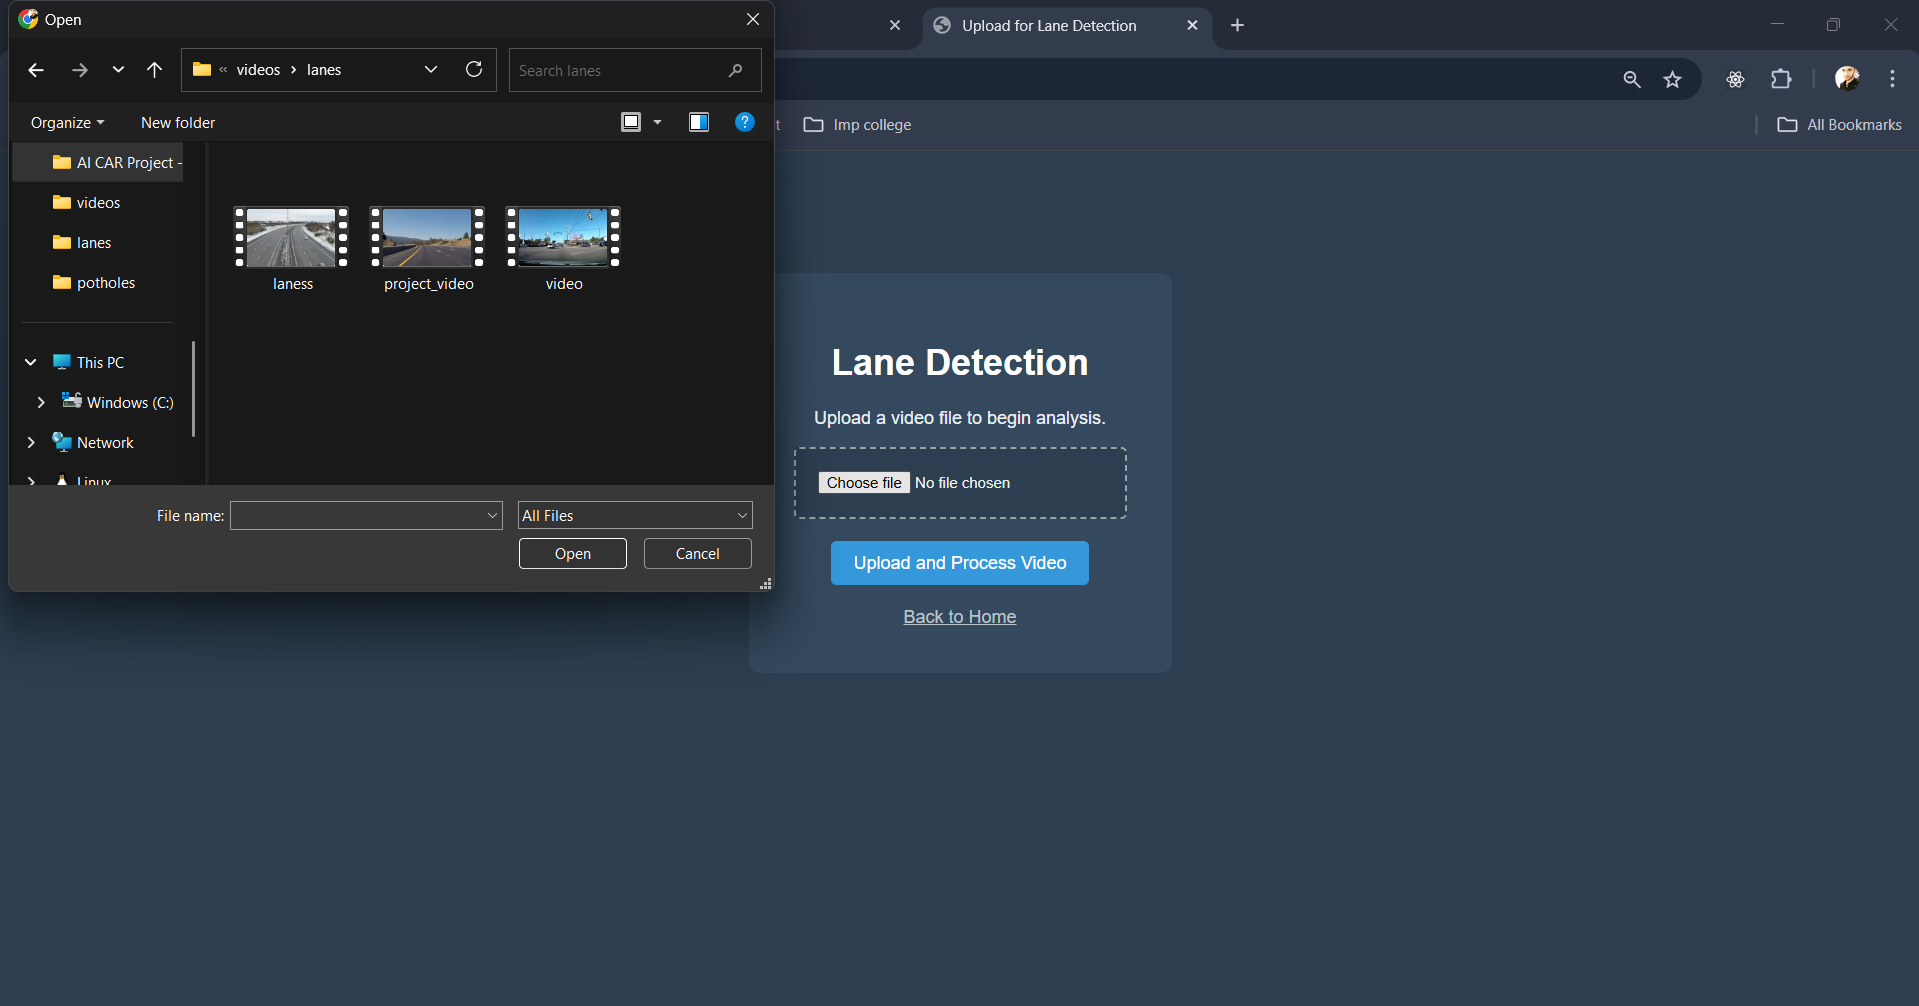 Open
Upload for Lane Detection
« videos › lanes
Search lanes
Organize
New folder
Imp college
All Bookmarks
AI CAR Project -
videos
lanes
potholes
laness
project_video
video
This PC
Windows (C:)
Network
Linux
File name:
All Files
Open
Cancel
Lane Detection
Upload a video file to begin analysis.
Choose file No file chosen
Upload and Process Video
Back to Home